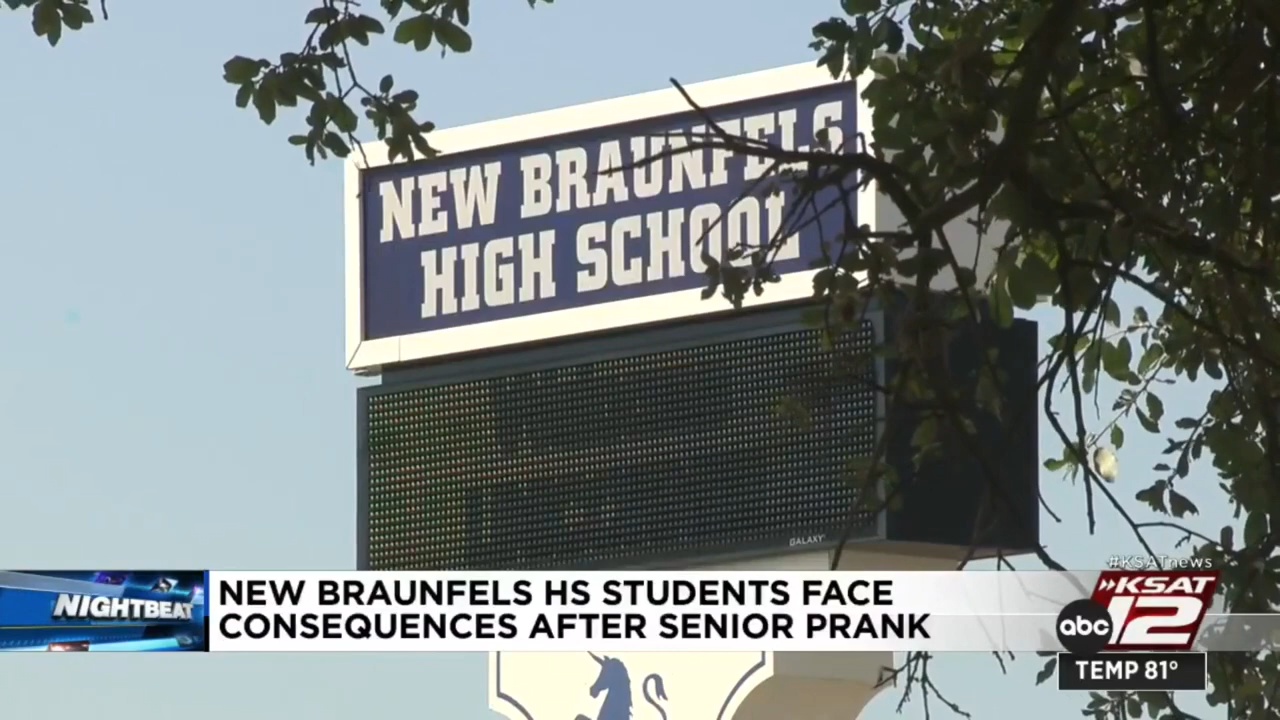 NEW BRAUNFELS
HIGH SCHOOL
GALAXY
#KSATnews
NIGHTBEAT
NEW BRAUNFELS HS STUDENTS FACE
CONSEQUENCES AFTER SENIOR PRANK
KSAT
abc 12
TEMP 81°